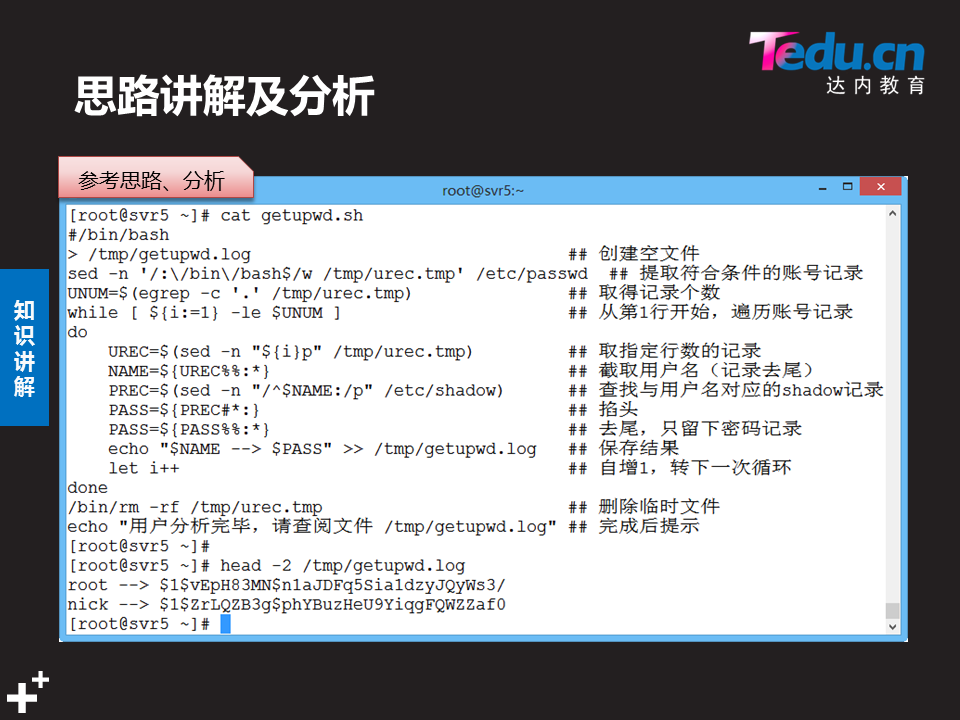 Tedu.cn
达内教育
思路讲解及分析
参考思路、分析
root@svr5:~
知识讲解
[root@svr5 ~]# cat getupwd.sh
#/bin/bash
> /tmp/getupwd.log ## 创建空文件
sed -n '/:\/bin\/bash$/w /tmp/urec.tmp' /etc/passwd ## 提取符合条件的账号记录
UNUM=$(egrep -c '.' /tmp/urec.tmp) ## 取得记录个数
while [ ${i:=1} -le $UNUM ] ## 从第1行开始，遍历账号记录
do
UREC=$(sed -n "${i}p" /tmp/urec.tmp) ## 取指定行数的记录
NAME=${UREC%%:*} ## 截取用户名（记录去尾）
PREC=$(sed -n "/^$NAME:/p" /etc/shadow) ## 查找与用户名对应的shadow记录
PASS=${PREC#*:} ## 掐头
PASS=${PASS%%:*} ## 去尾，只留下密码记录
echo "$NAME --> $PASS" >> /tmp/getupwd.log ## 保存结果
let i++ ## 自增1，转下一次循环
done
/bin/rm -rf /tmp/urec.tmp ## 删除临时文件
echo "用户分析完毕，请查阅文件 /tmp/getupwd.log" ## 完成后提示
[root@svr5 ~]#
[root@svr5 ~]# head -2 /tmp/getupwd.log
root --> $1$vEpH83MN$n1aJDFq5Sia1dzyJQyWs3/
nick --> $1$ZrLQZB3g$phYBuzHeU9YiqgFQWZZaf0
[root@svr5 ~]#